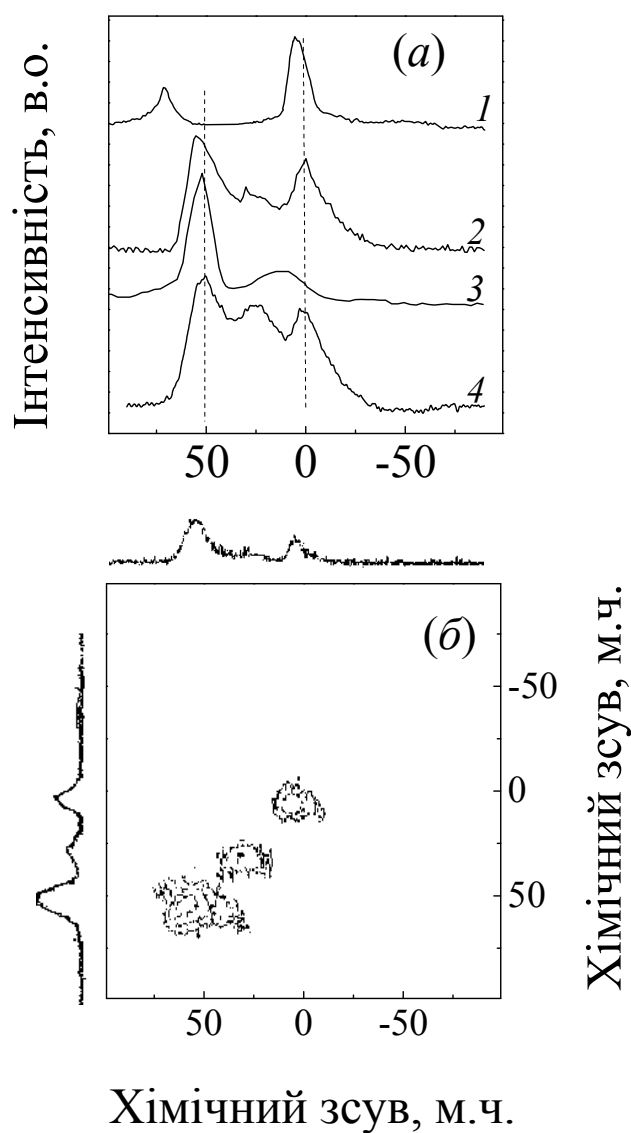 Інтенсивність, в.о.
(а)
1
2
3
4
50 0 -50
(б)
-50
0
50
Хімічний зсув, м.ч.
50 0 -50
Хімічний зсув, м.ч.